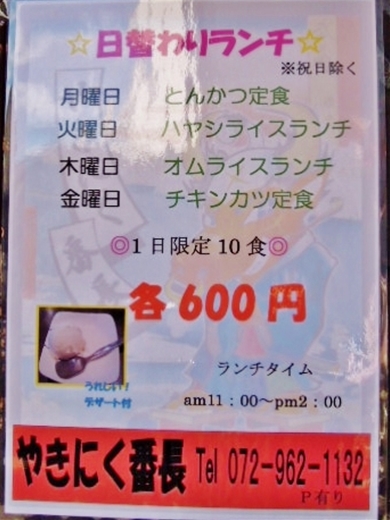 ☆日替わりランチ☆
※祝日除く
月曜日 とんかつ定食
火曜日 ハヤシライスランチ
木曜日 オムライスランチ
金曜日 チキンカツ定食
◎1日限定10食◎
各600円
ランチタイム
am11：00～pm2：00
うれしい!!
デザート付
やきにく番長 Tel 072-962-1132
P有り